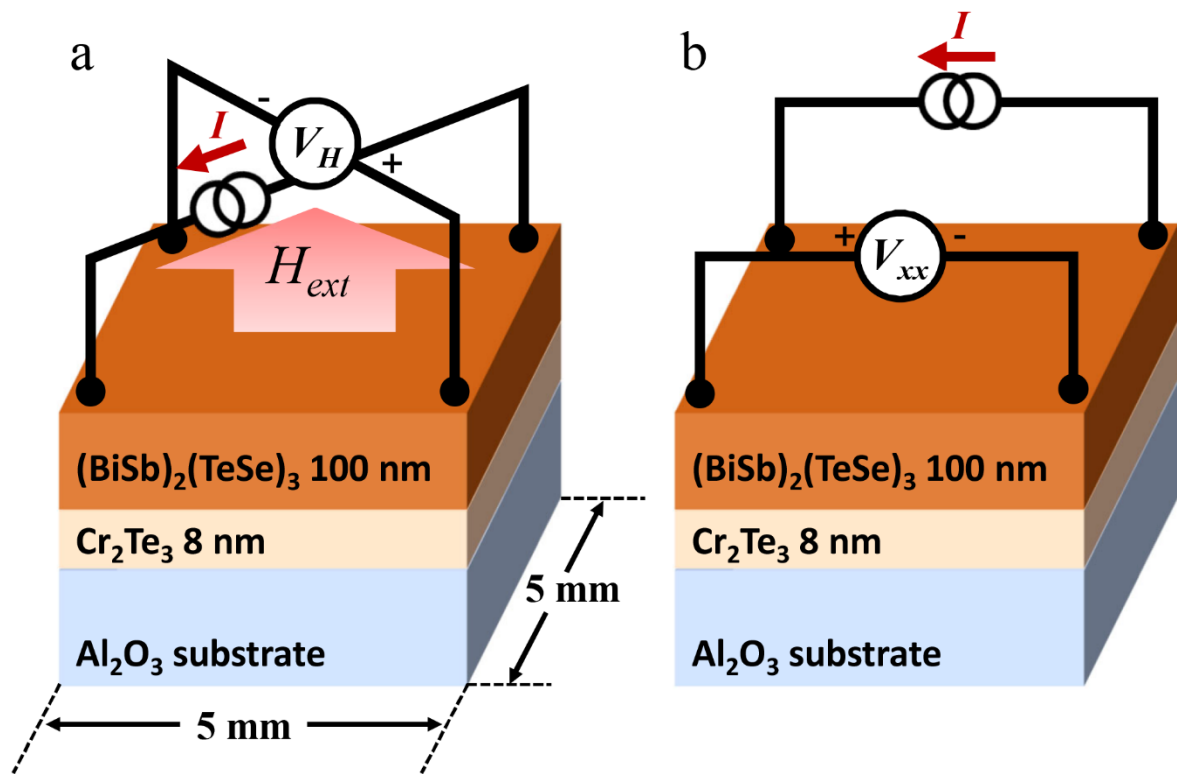 a
-
I
V_H
+
H_ext
(BiSb)₂(TeSe)₃ 100 nm
Cr₂Te₃ 8 nm
Al₂O₃ substrate
5 mm
5 mm
b
I
+
V_xx
-
(BiSb)₂(TeSe)₃ 100 nm
Cr₂Te₃ 8 nm
Al₂O₃ substrate